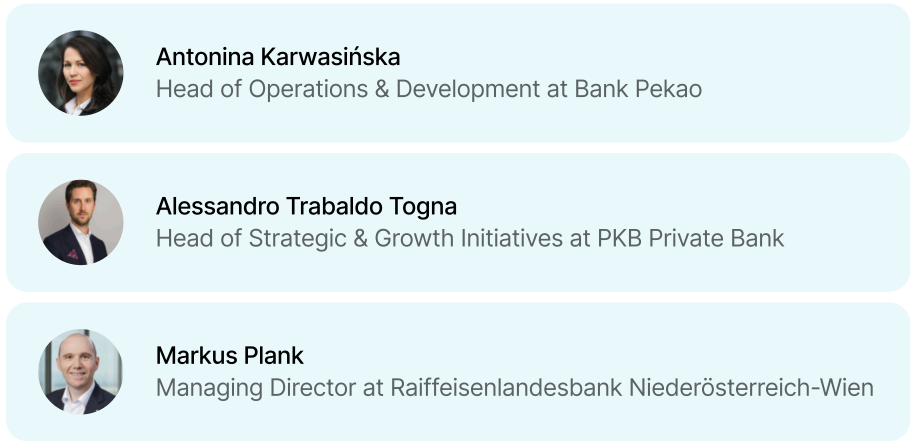 Antonina Karwasińska
Head of Operations & Development at Bank Pekao
Alessandro Trabaldo Togna
Head of Strategic & Growth Initiatives at PKB Private Bank
Markus Plank
Managing Director at Raiffeisenlandesbank Niederösterreich-Wien